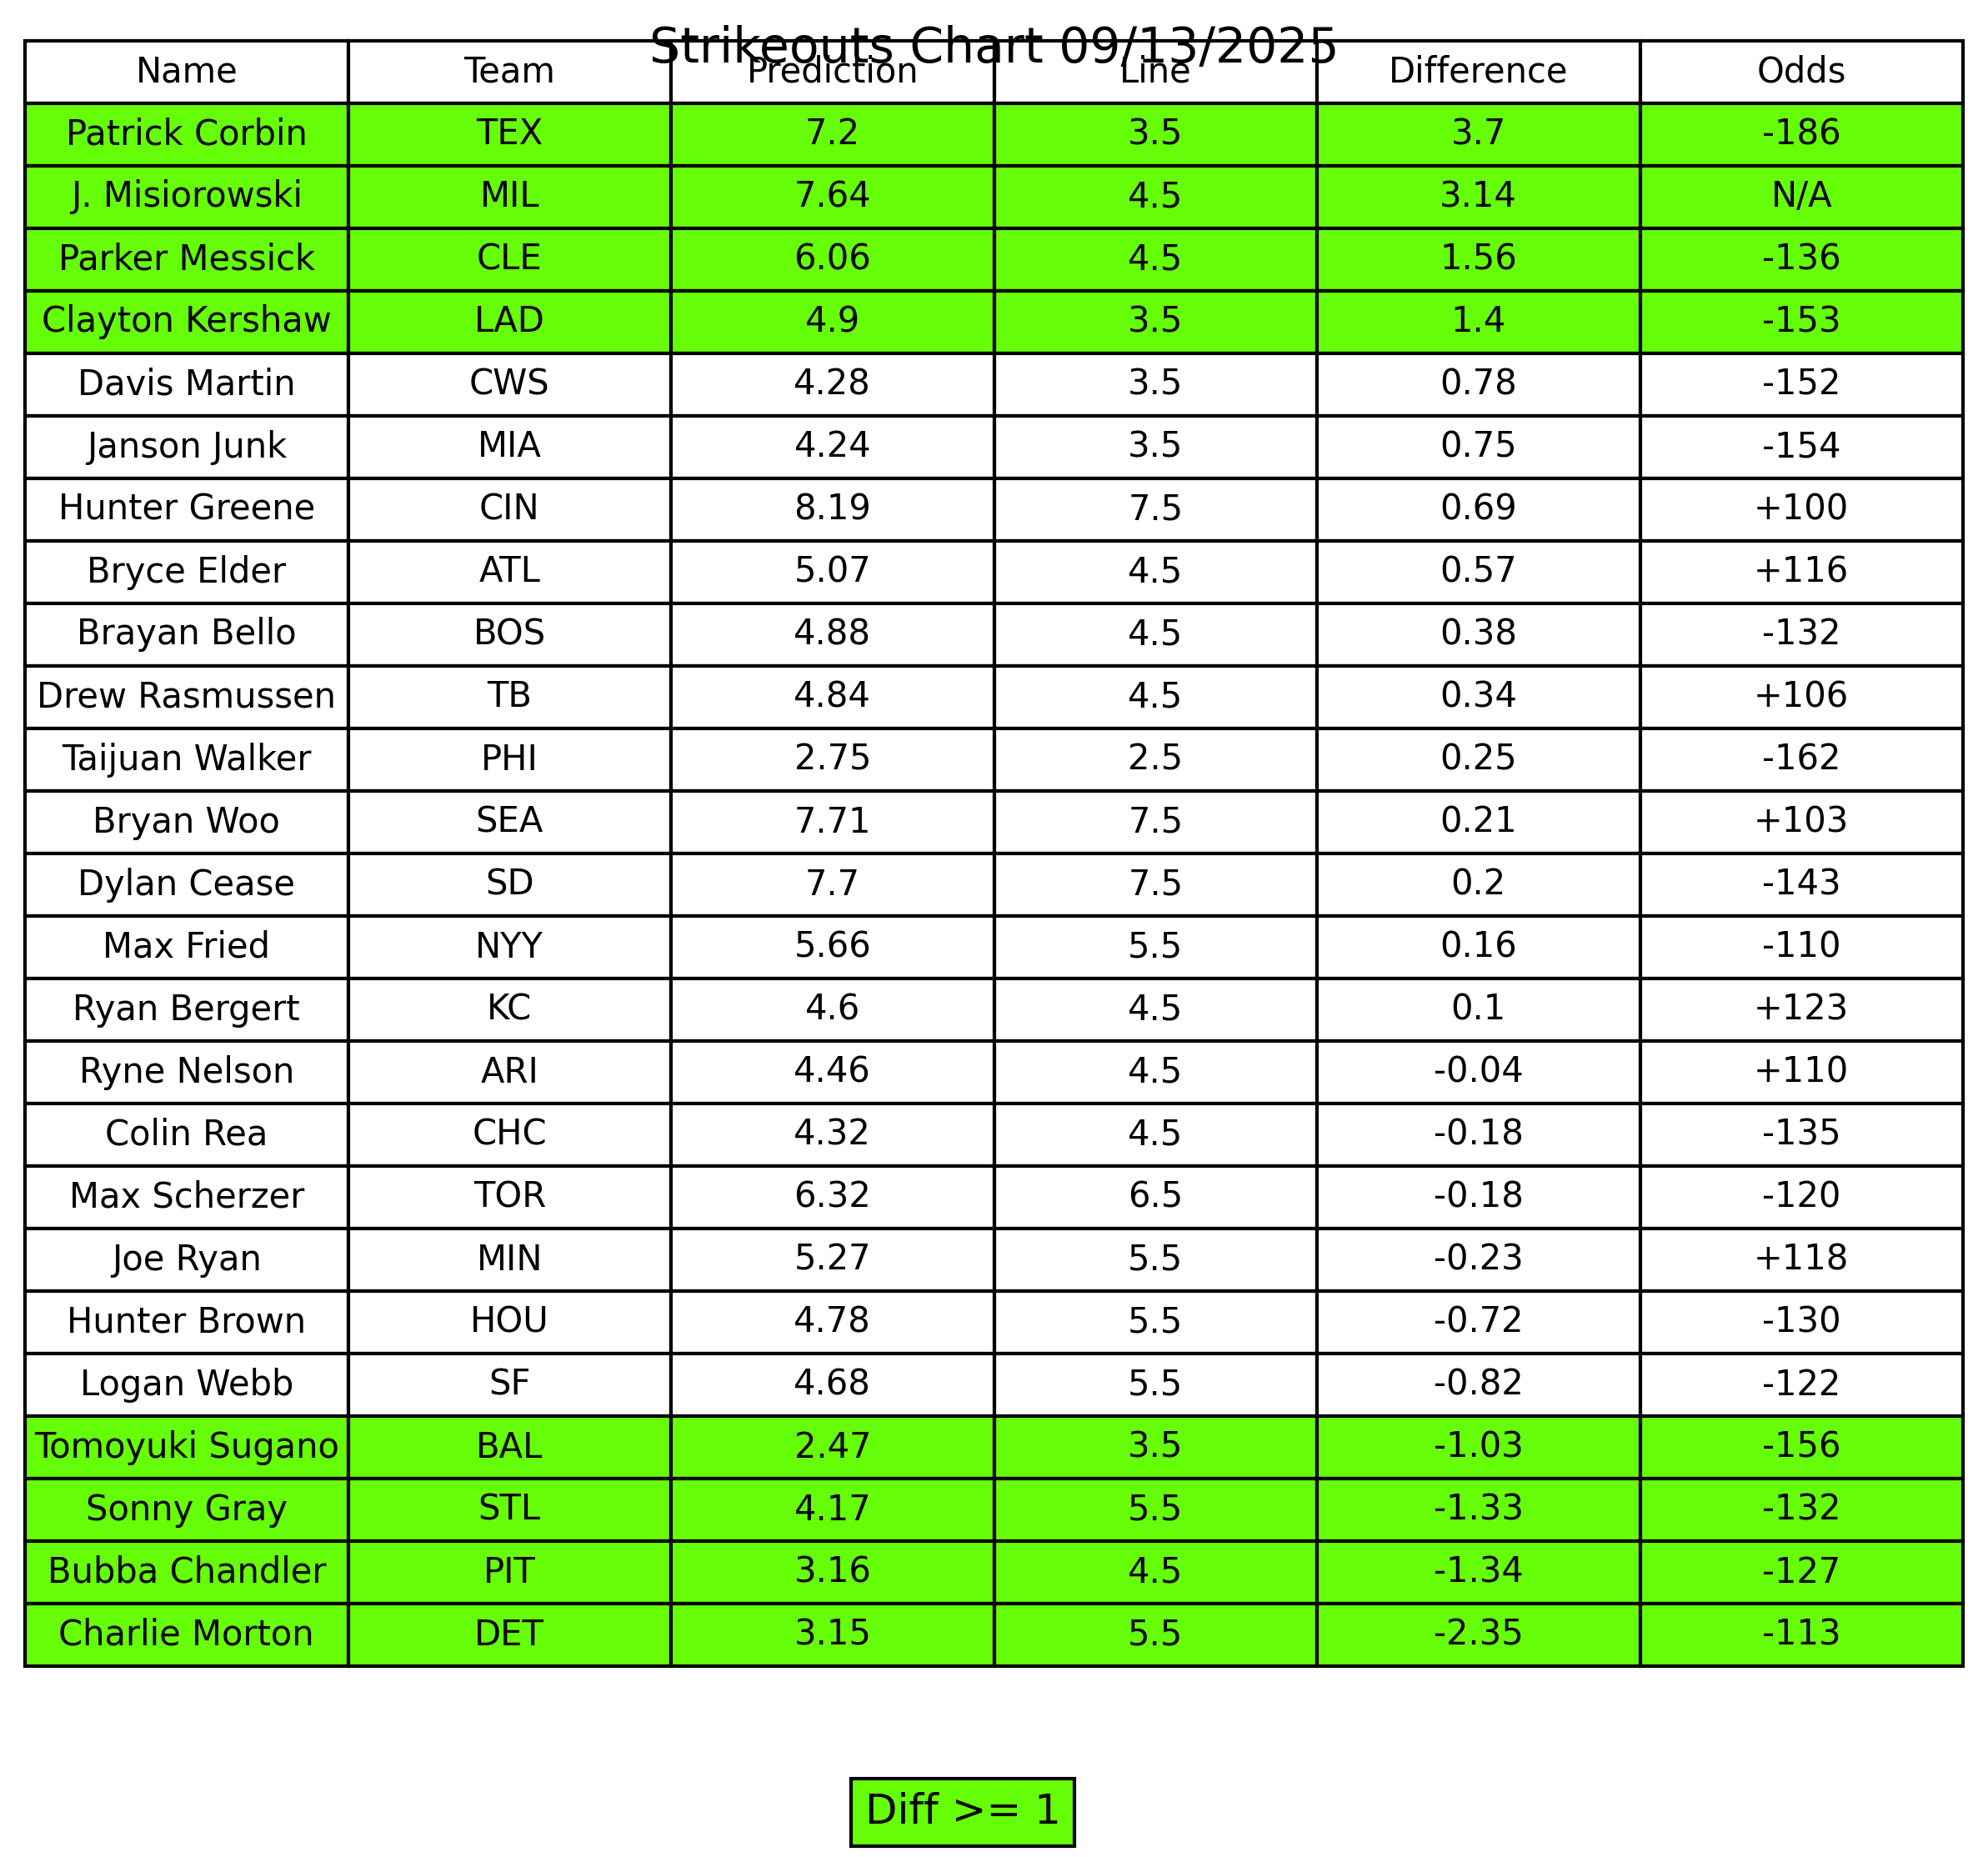 Strikeouts Chart 09/13/2025
Name Team Prediction Line Difference Odds
Patrick Corbin TEX 7.2 3.5 3.7 -186
J. Misiorowski MIL 7.64 4.5 3.14 N/A
Parker Messick CLE 6.06 4.5 1.56 -136
Clayton Kershaw LAD 4.9 3.5 1.4 -153
Davis Martin CWS 4.28 3.5 0.78 -152
Janson Junk MIA 4.24 3.5 0.75 -154
Hunter Greene CIN 8.19 7.5 0.69 +100
Bryce Elder ATL 5.07 4.5 0.57 +116
Brayan Bello BOS 4.88 4.5 0.38 -132
Drew Rasmussen TB 4.84 4.5 0.34 +106
Taijuan Walker PHI 2.75 2.5 0.25 -162
Bryan Woo SEA 7.71 7.5 0.21 +103
Dylan Cease SD 7.7 7.5 0.2 -143
Max Fried NYY 5.66 5.5 0.16 -110
Ryan Bergert KC 4.6 4.5 0.1 +123
Ryne Nelson ARI 4.46 4.5 -0.04 +110
Colin Rea CHC 4.32 4.5 -0.18 -135
Max Scherzer TOR 6.32 6.5 -0.18 -120
Joe Ryan MIN 5.27 5.5 -0.23 +118
Hunter Brown HOU 4.78 5.5 -0.72 -130
Logan Webb SF 4.68 5.5 -0.82 -122
Tomoyuki Sugano BAL 2.47 3.5 -1.03 -156
Sonny Gray STL 4.17 5.5 -1.33 -132
Bubba Chandler PIT 3.16 4.5 -1.34 -127
Charlie Morton DET 3.15 5.5 -2.35 -113
Diff >= 1